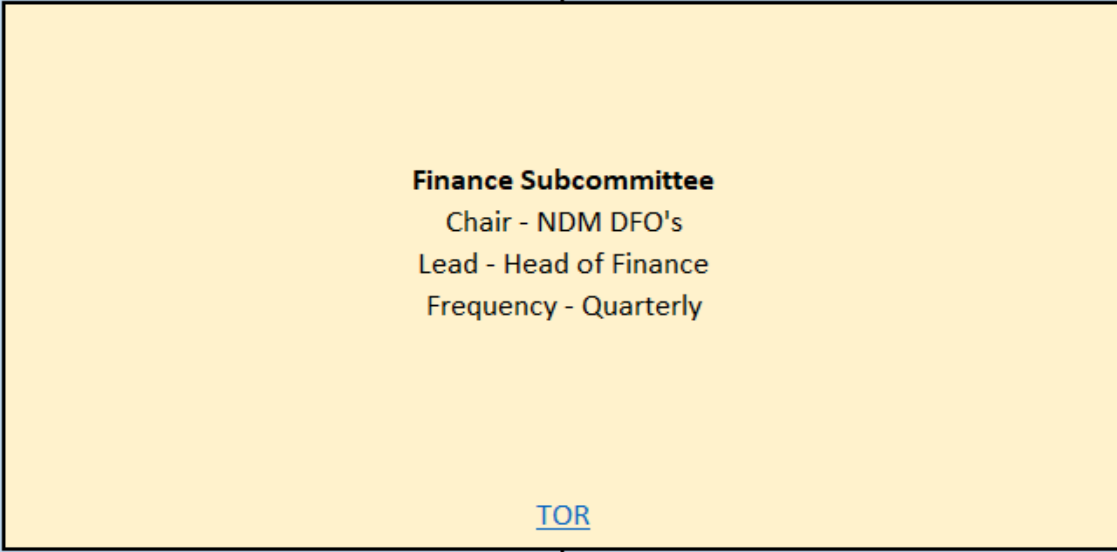 Finance Subcommittee
Chair - NDM DFO's
Lead - Head of Finance
Frequency - Quarterly
TOR